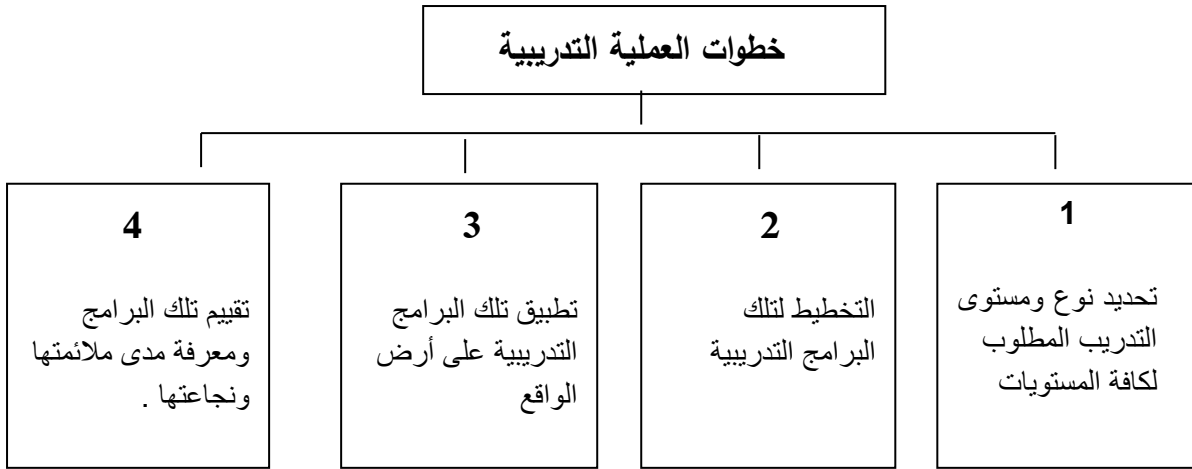 خطوات العملية التدريبية
1
تحديد نوع ومستوى
التدريب المطلوب
لكافة المستويات
2
التخطيط لتلك
البرامج التدريبية
3
تطبيق تلك البرامج
التدريبية على أرض
الواقع
4
تقييم تلك البرامج
ومعرفة مدى ملائمتها
ونجاعتها .